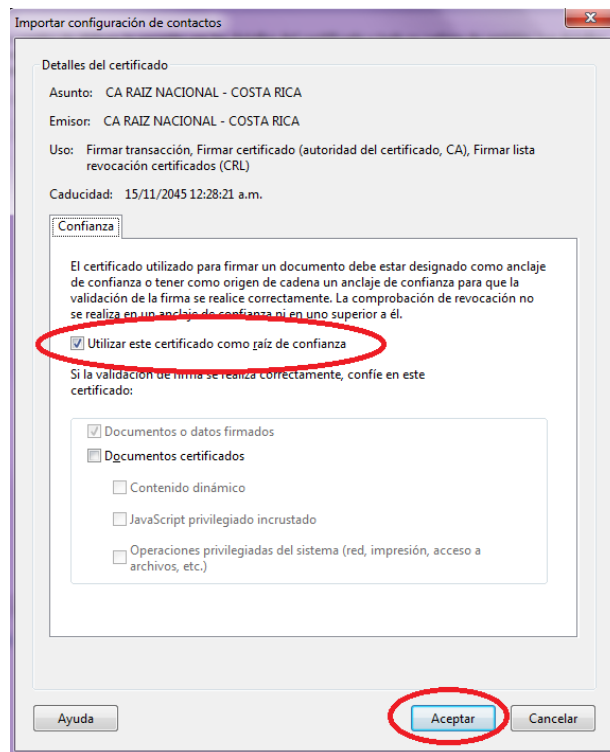 Importar configuración de contactos
Detalles del certificado
Asunto: CA RAIZ NACIONAL - COSTA RICA
Emisor: CA RAIZ NACIONAL - COSTA RICA
Uso: Firmar transacción, Firmar certificado (autoridad del certificado, CA), Firmar lista
revocación certificados (CRL)
Caducidad: 15/11/2045 12:28:21 a.m.
Confianza
El certificado utilizado para firmar un documento debe estar designado como anclaje
de confianza o tener como origen de cadena un anclaje de confianza para que la
validación de la firma se realice correctamente. La comprobación de revocación no
se realiza en un anclaje de confianza ni en uno superior a él.
Utilizar este certificado como raíz de confianza
Si la validación de firma se realiza correctamente, confíe en este
certificado:
Documentos o datos firmados
Documentos certificados
Contenido dinámico
JavaScript privilegiado incrustado
Operaciones privilegiadas del sistema (red, impresión, acceso a
archivos, etc.)
Ayuda
Aceptar
Cancelar